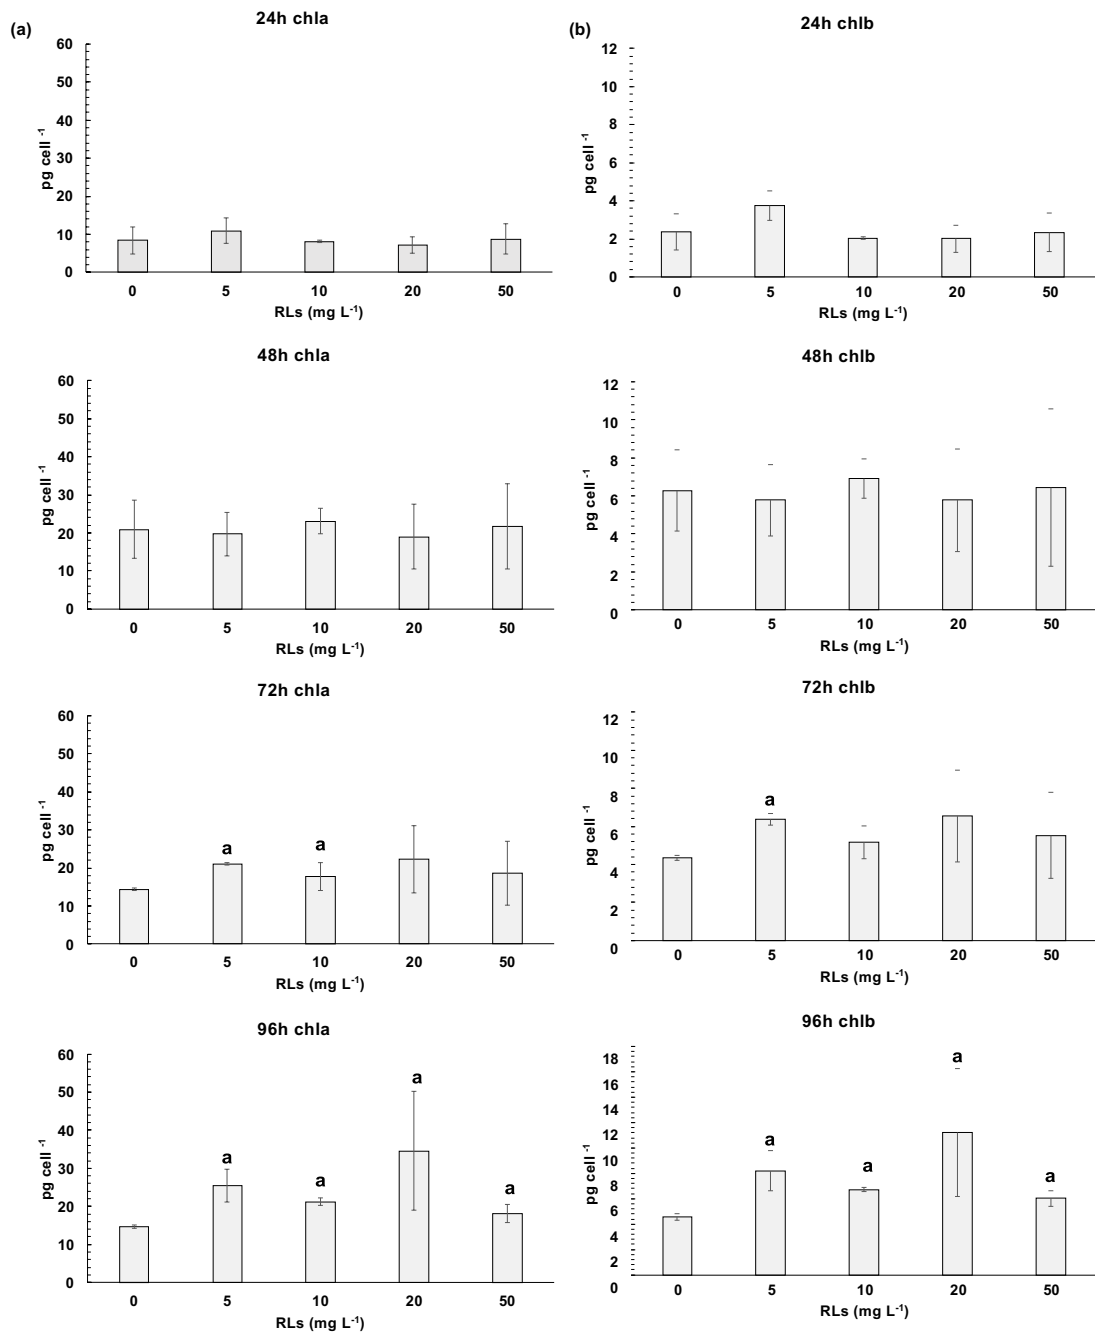 (a)
24h chla
60
50
40
30
20
10
0
pg cell -1
0 5 10 20 50
RLs (mg L-1)
(b)
24h chlb
12
10
8
6
4
2
0
pg cell -1
0 5 10 20 50
RLs (mg L-1)
48h chla
60
50
40
30
20
10
0
pg cell -1
0 5 10 20 50
RLs (mg L-1)
48h chlb
12
10
8
6
4
2
0
pg cell -1
0 5 10 20 50
RLs (mg L-1)
72h chla
60
50
40
30
20
10
0
pg cell -1
a a
0 5 10 20 50
RLs (mg L-1)
72h chlb
12
10
8
6
4
2
0
pg cell -1
a
0 5 10 20 50
RLs (mg L-1)
96h chla
60
50
40
30
20
10
0
pg cell -1
a a a a
0 5 10 20 50
RLs (mg L-1)
96h chlb
18
16
14
12
10
8
6
4
2
0
pg cell -1
a a a a
0 5 10 20 50
RLs (mg L-1)